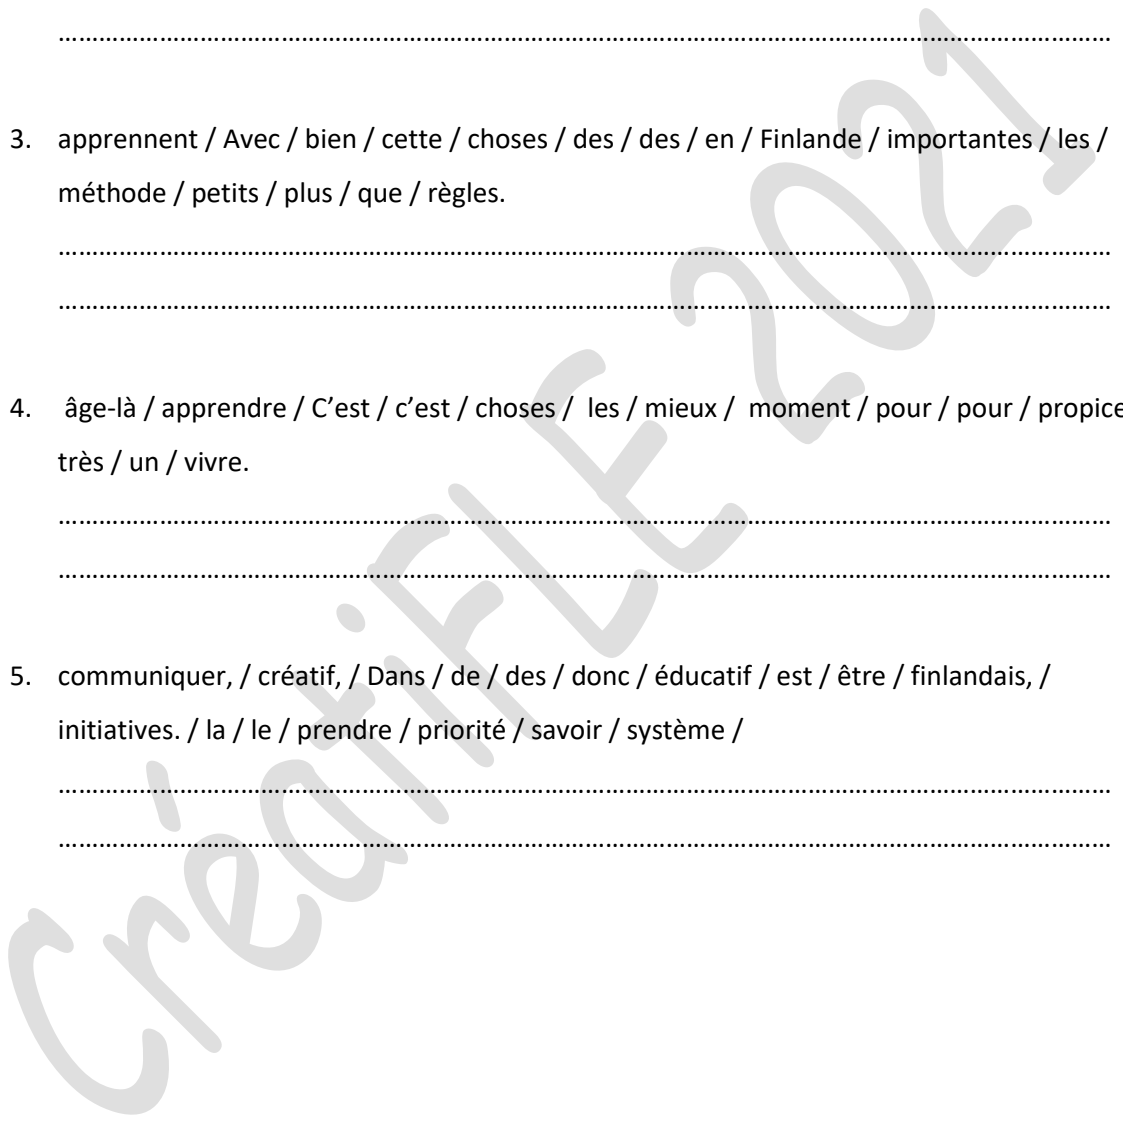 ……………………………………………………………………………………………………………………………………………
3. apprennent / Avec / bien / cette / choses / des / des / en / Finlande / importantes / les /
méthode / petits / plus / que / règles.
……………………………………………………………………………………………………………………………………………
……………………………………………………………………………………………………………………………………………
4. âge-là / apprendre / C’est / c’est / choses / les / mieux / moment / pour / pour / propice
très / un / vivre.
……………………………………………………………………………………………………………………………………………
……………………………………………………………………………………………………………………………………………
5. communiquer, / créatif, / Dans / de / des / donc / éducatif / est / être / finlandais, /
initiatives. / la / le / prendre / priorité / savoir / système /
……………………………………………………………………………………………………………………………………………
……………………………………………………………………………………………………………………………………………
CréatiFLE 2021